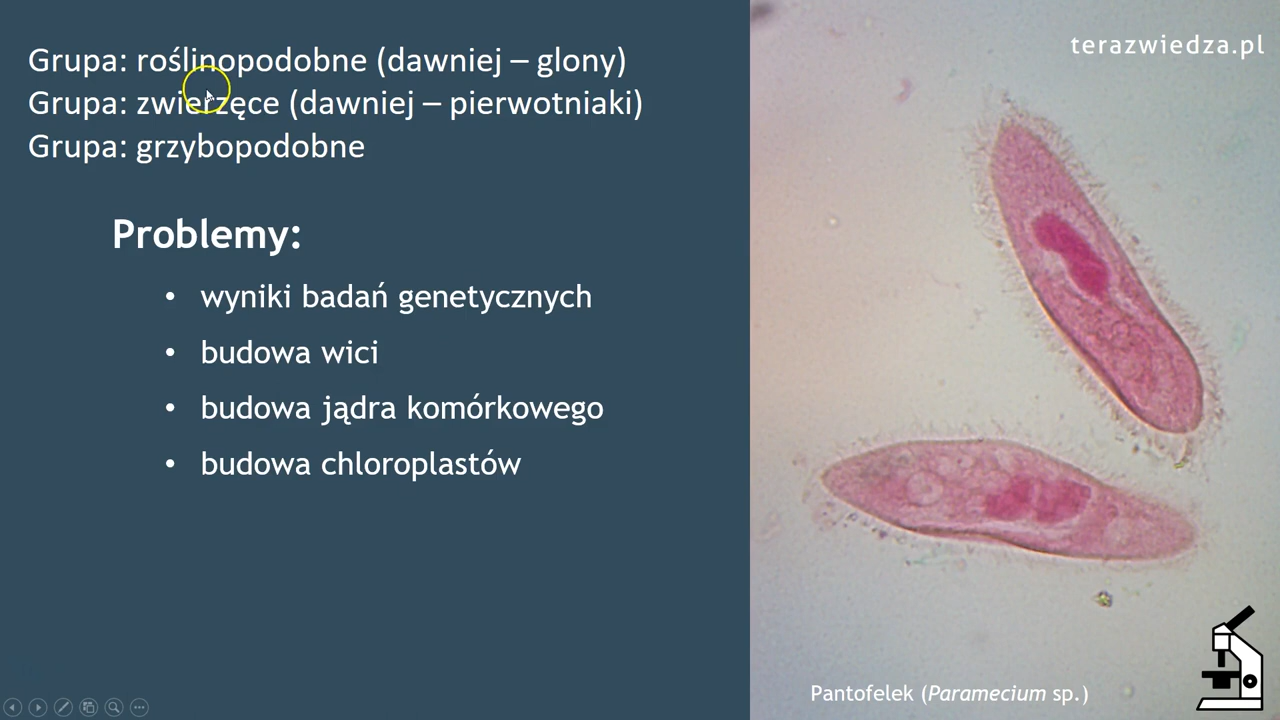 Grupa: roślinopodobne (dawniej – glony)
Grupa: zwierzęce (dawniej – pierwotniaki)
Grupa: grzybopodobne
Problemy:
• wyniki badań genetycznych
• budowa wici
• budowa jądra komórkowego
• budowa chloroplastów
terazwiedza.pl
Pantofelek (Paramecium sp.)